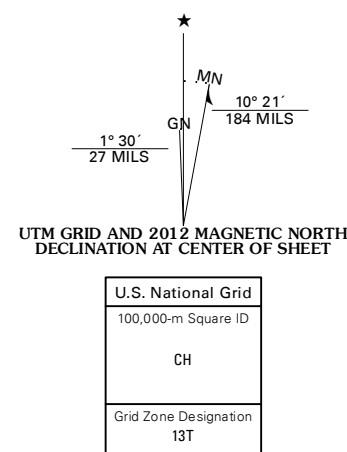 ★
MN
GN
10° 21´
184 MILS
1° 30´
27 MILS
UTM GRID AND 2012 MAGNETIC NORTH
DECLINATION AT CENTER OF SHEET
U.S. National Grid
100,000-m Square ID
CH
Grid Zone Designation
13T